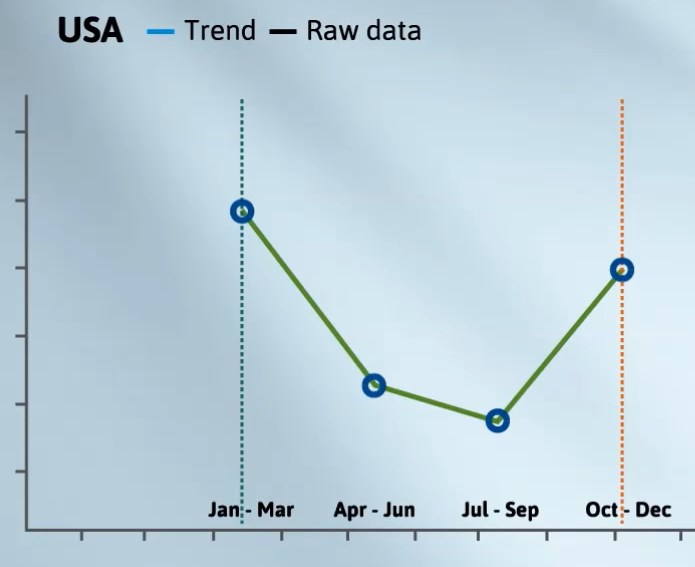 USA Trend Raw data
Jan - Mar Apr - Jun Jul - Sep Oct - Dec